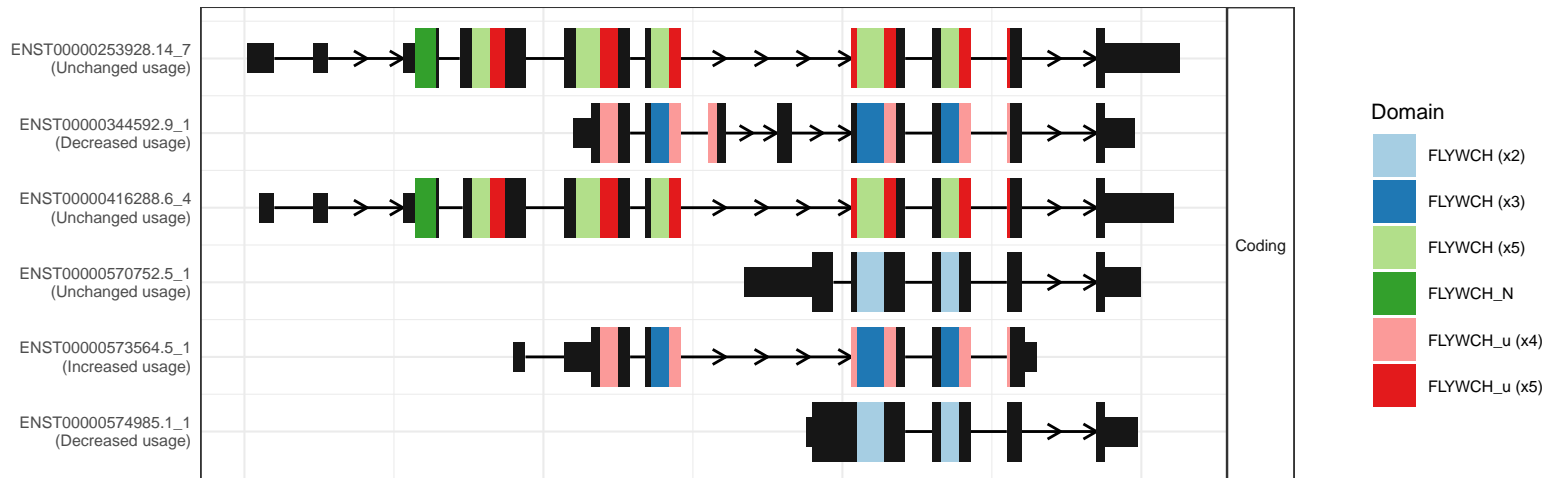 ENST00000253928.14_7
(Unchanged usage)
ENST00000344592.9_1
(Decreased usage)
ENST00000416288.6_4
(Unchanged usage)
ENST00000570752.5_1
(Unchanged usage)
ENST00000573564.5_1
(Increased usage)
ENST00000574985.1_1
(Decreased usage)
Coding
Domain
FLYWCH (x2)
FLYWCH (x3)
FLYWCH (x5)
FLYWCH_N
FLYWCH_u (x4)
FLYWCH_u (x5)